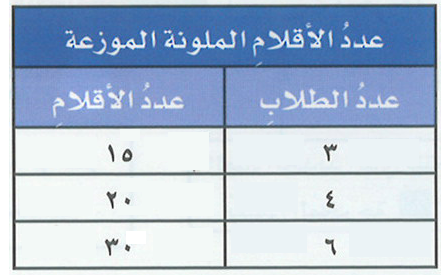 عددُ الأقلامِ الملونة الموزعة
عددُ الطلابِ عددُ الأقلامِ
٣ ١٥
٤ ٢٠
٦ ٣٠